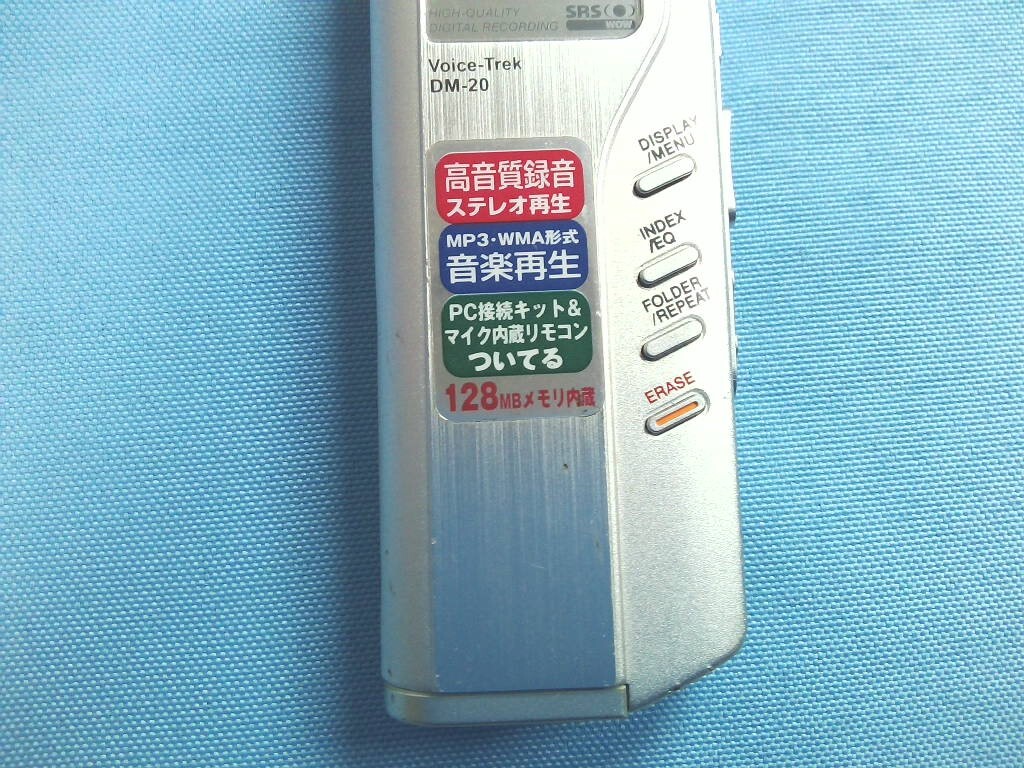 HIGH-QUALITY
DIGITAL RECORDING
SRS
WOW
Voice-Trek
DM-20
高音質録音
ステレオ再生
MP3・WMA形式
音楽再生
PC接続キット&
マイク内蔵リモコン
ついてる
128MBメモリ内蔵
DISPLAY
/MENU
INDEX
/EQ
FOLDER
/REPEAT
ERASE